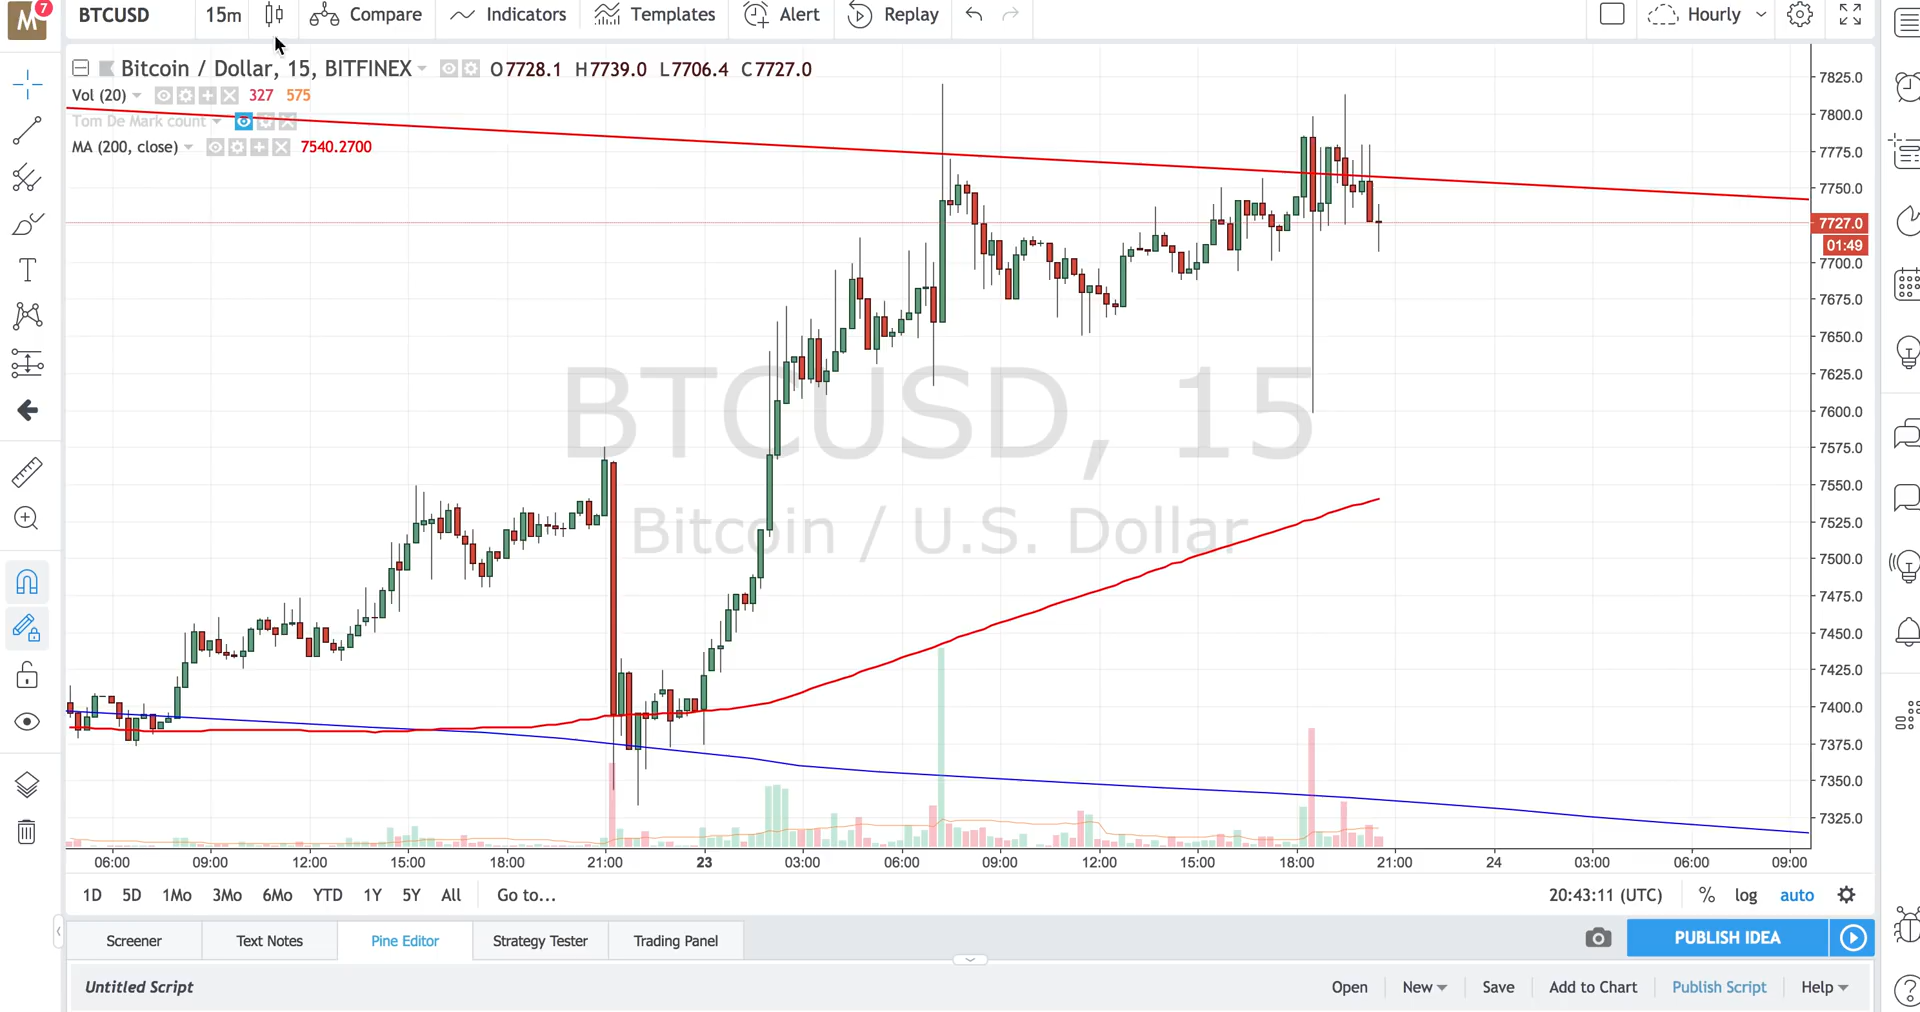 M 7 BTCUSD 15m Compare Indicators Templates Alert Replay Hourly
Bitcoin / Dollar, 15, BITFINEX O7728.1 H7739.0 L7706.4 C7727.0
Vol (20) 327 575
Tom De Mark count
MA (200, close) 7540.2700
BTCUSD, 15
Bitcoin / U.S. Dollar
7825.0
7800.0
7775.0
7750.0
7727.0
01:49
7700.0
7675.0
7650.0
7625.0
7600.0
7575.0
7550.0
7525.0
7500.0
7475.0
7450.0
7425.0
7400.0
7375.0
7350.0
7325.0
06:00 09:00 12:00 15:00 18:00 21:00 23 03:00 06:00 09:00 12:00 15:00 18:00 21:00 24 03:00 06:00 09:00
1D 5D 1Mo 3Mo 6Mo YTD 1Y 5Y All Go to... 20:43:11 (UTC) % log auto
Screener Text Notes Pine Editor Strategy Tester Trading Panel PUBLISH IDEA
Untitled Script Open New Save Add to Chart Publish Script Help